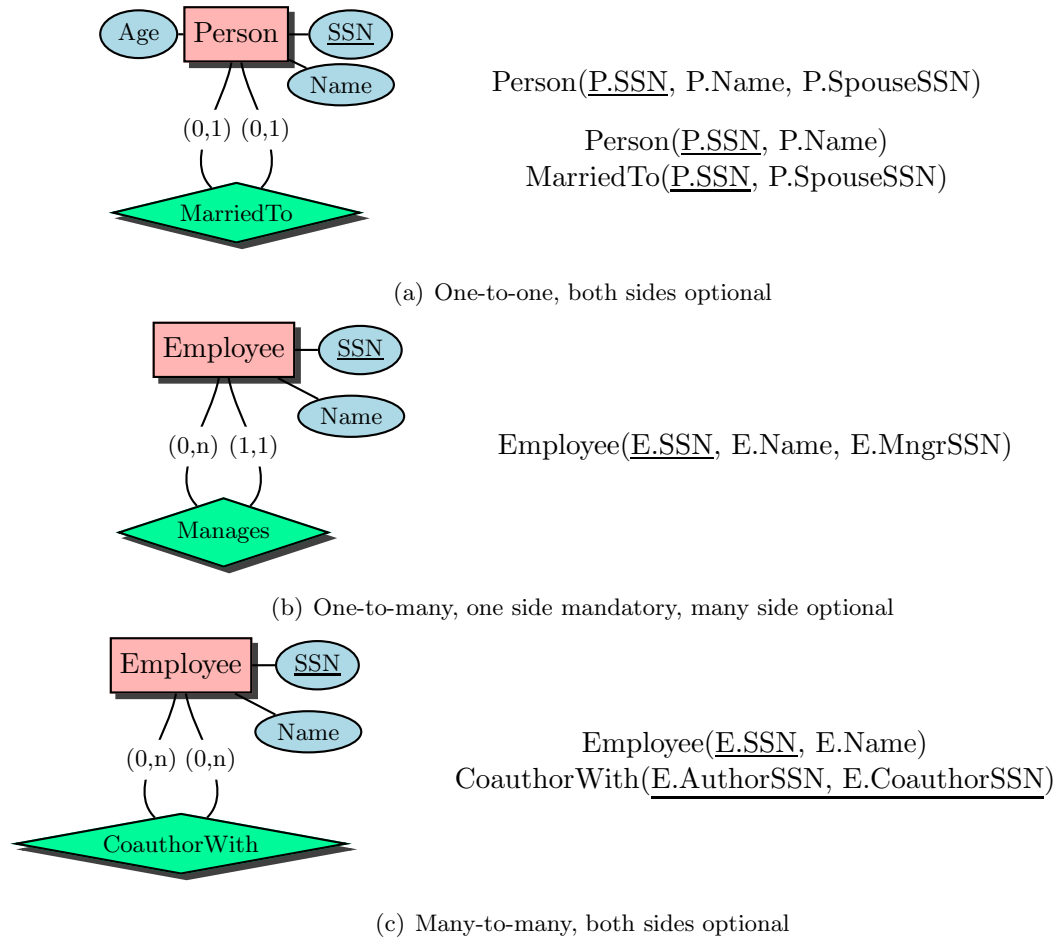 Age
Person
SSN
Name
(0,1) (0,1)
MarriedTo
Person(P.SSN, P.Name, P.SpouseSSN)
Person(P.SSN, P.Name)
MarriedTo(P.SSN, P.SpouseSSN)
(a) One-to-one, both sides optional
Employee
SSN
Name
(0,n) (1,1)
Manages
Employee(E.SSN, E.Name, E.MngrSSN)
(b) One-to-many, one side mandatory, many side optional
Employee
SSN
Name
(0,n) (0,n)
CoauthorWith
Employee(E.SSN, E.Name)
CoauthorWith(E.AuthorSSN, E.CoauthorSSN)
(c) Many-to-many, both sides optional